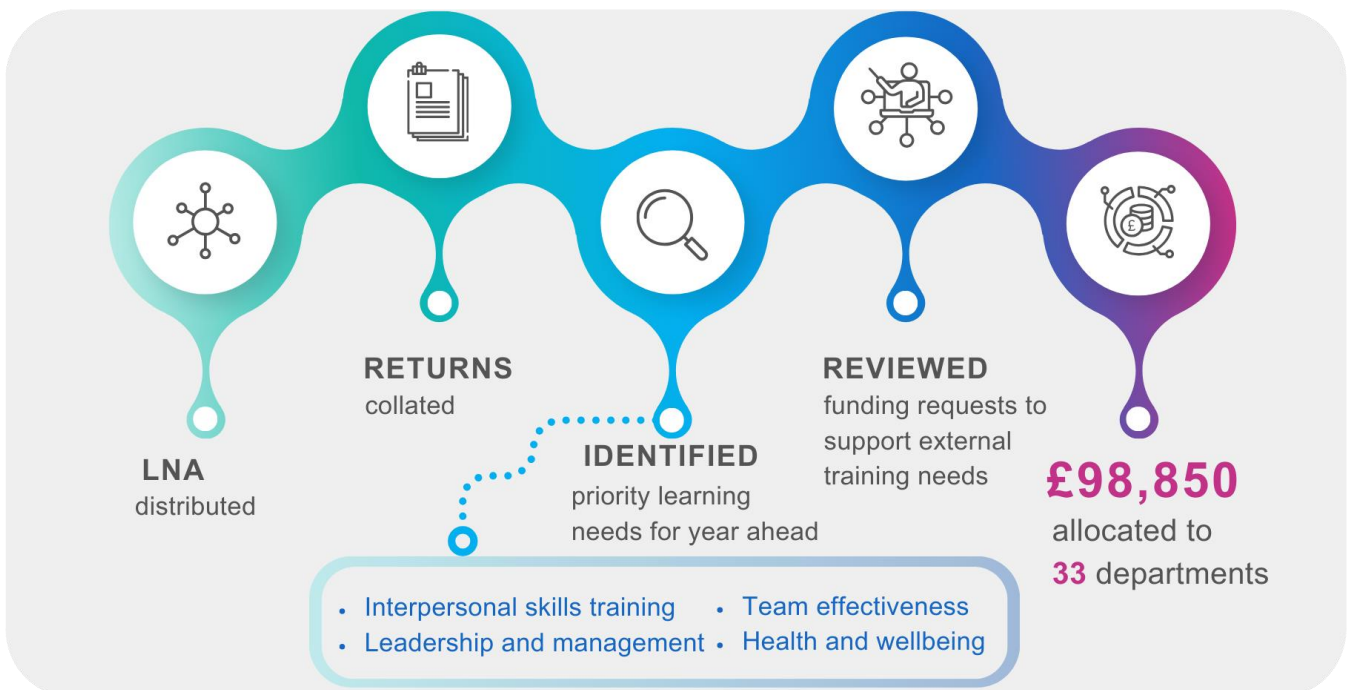 LNA
distributed
RETURNS
collated
IDENTIFIED
priority learning
needs for year ahead
• Interpersonal skills training
• Leadership and management
• Team effectiveness
• Health and wellbeing
REVIEWED
funding requests to
support external
training needs
£98,850
allocated to
33 departments
£